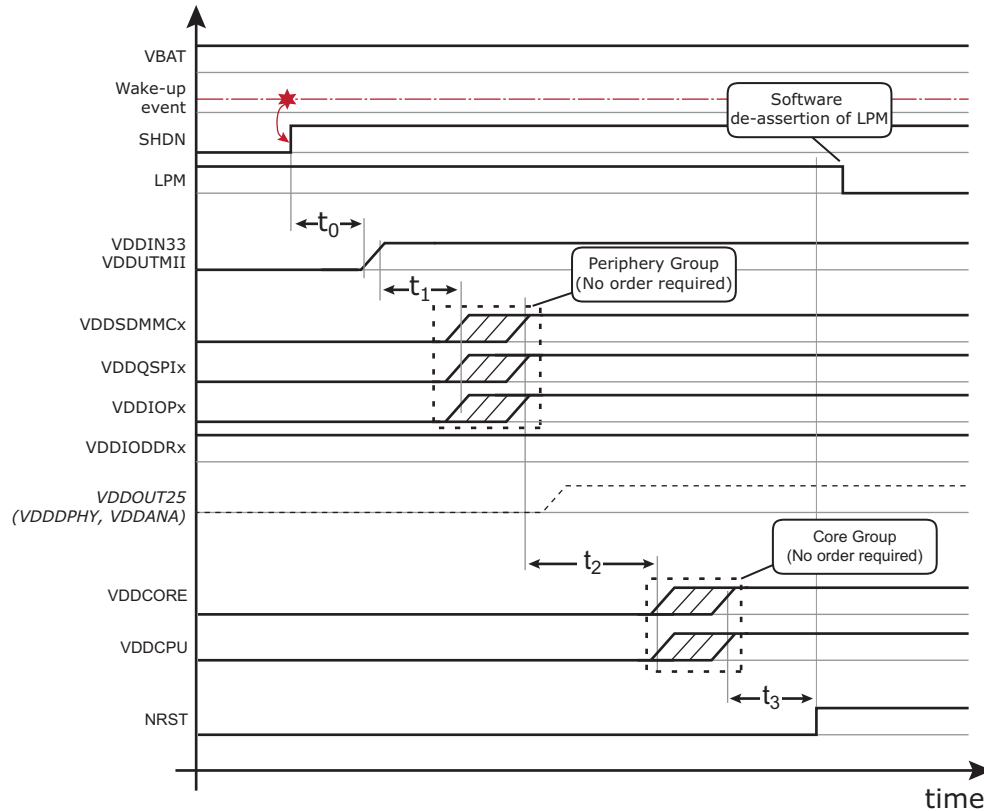 VBAT
Wake-up
event
Software
de-assertion of LPM
SHDN
LPM
t0
VDDIN33
VDDUTMII
Periphery Group
(No order required)
t1
VDDSDMMCx
VDDQSPIx
VDDIOPx
VDDIODDRx
VDDOUT25
(VDDDPHY, VDDANA)
Core Group
(No order required)
t2
VDDCORE
VDDCPU
t3
NRST
time